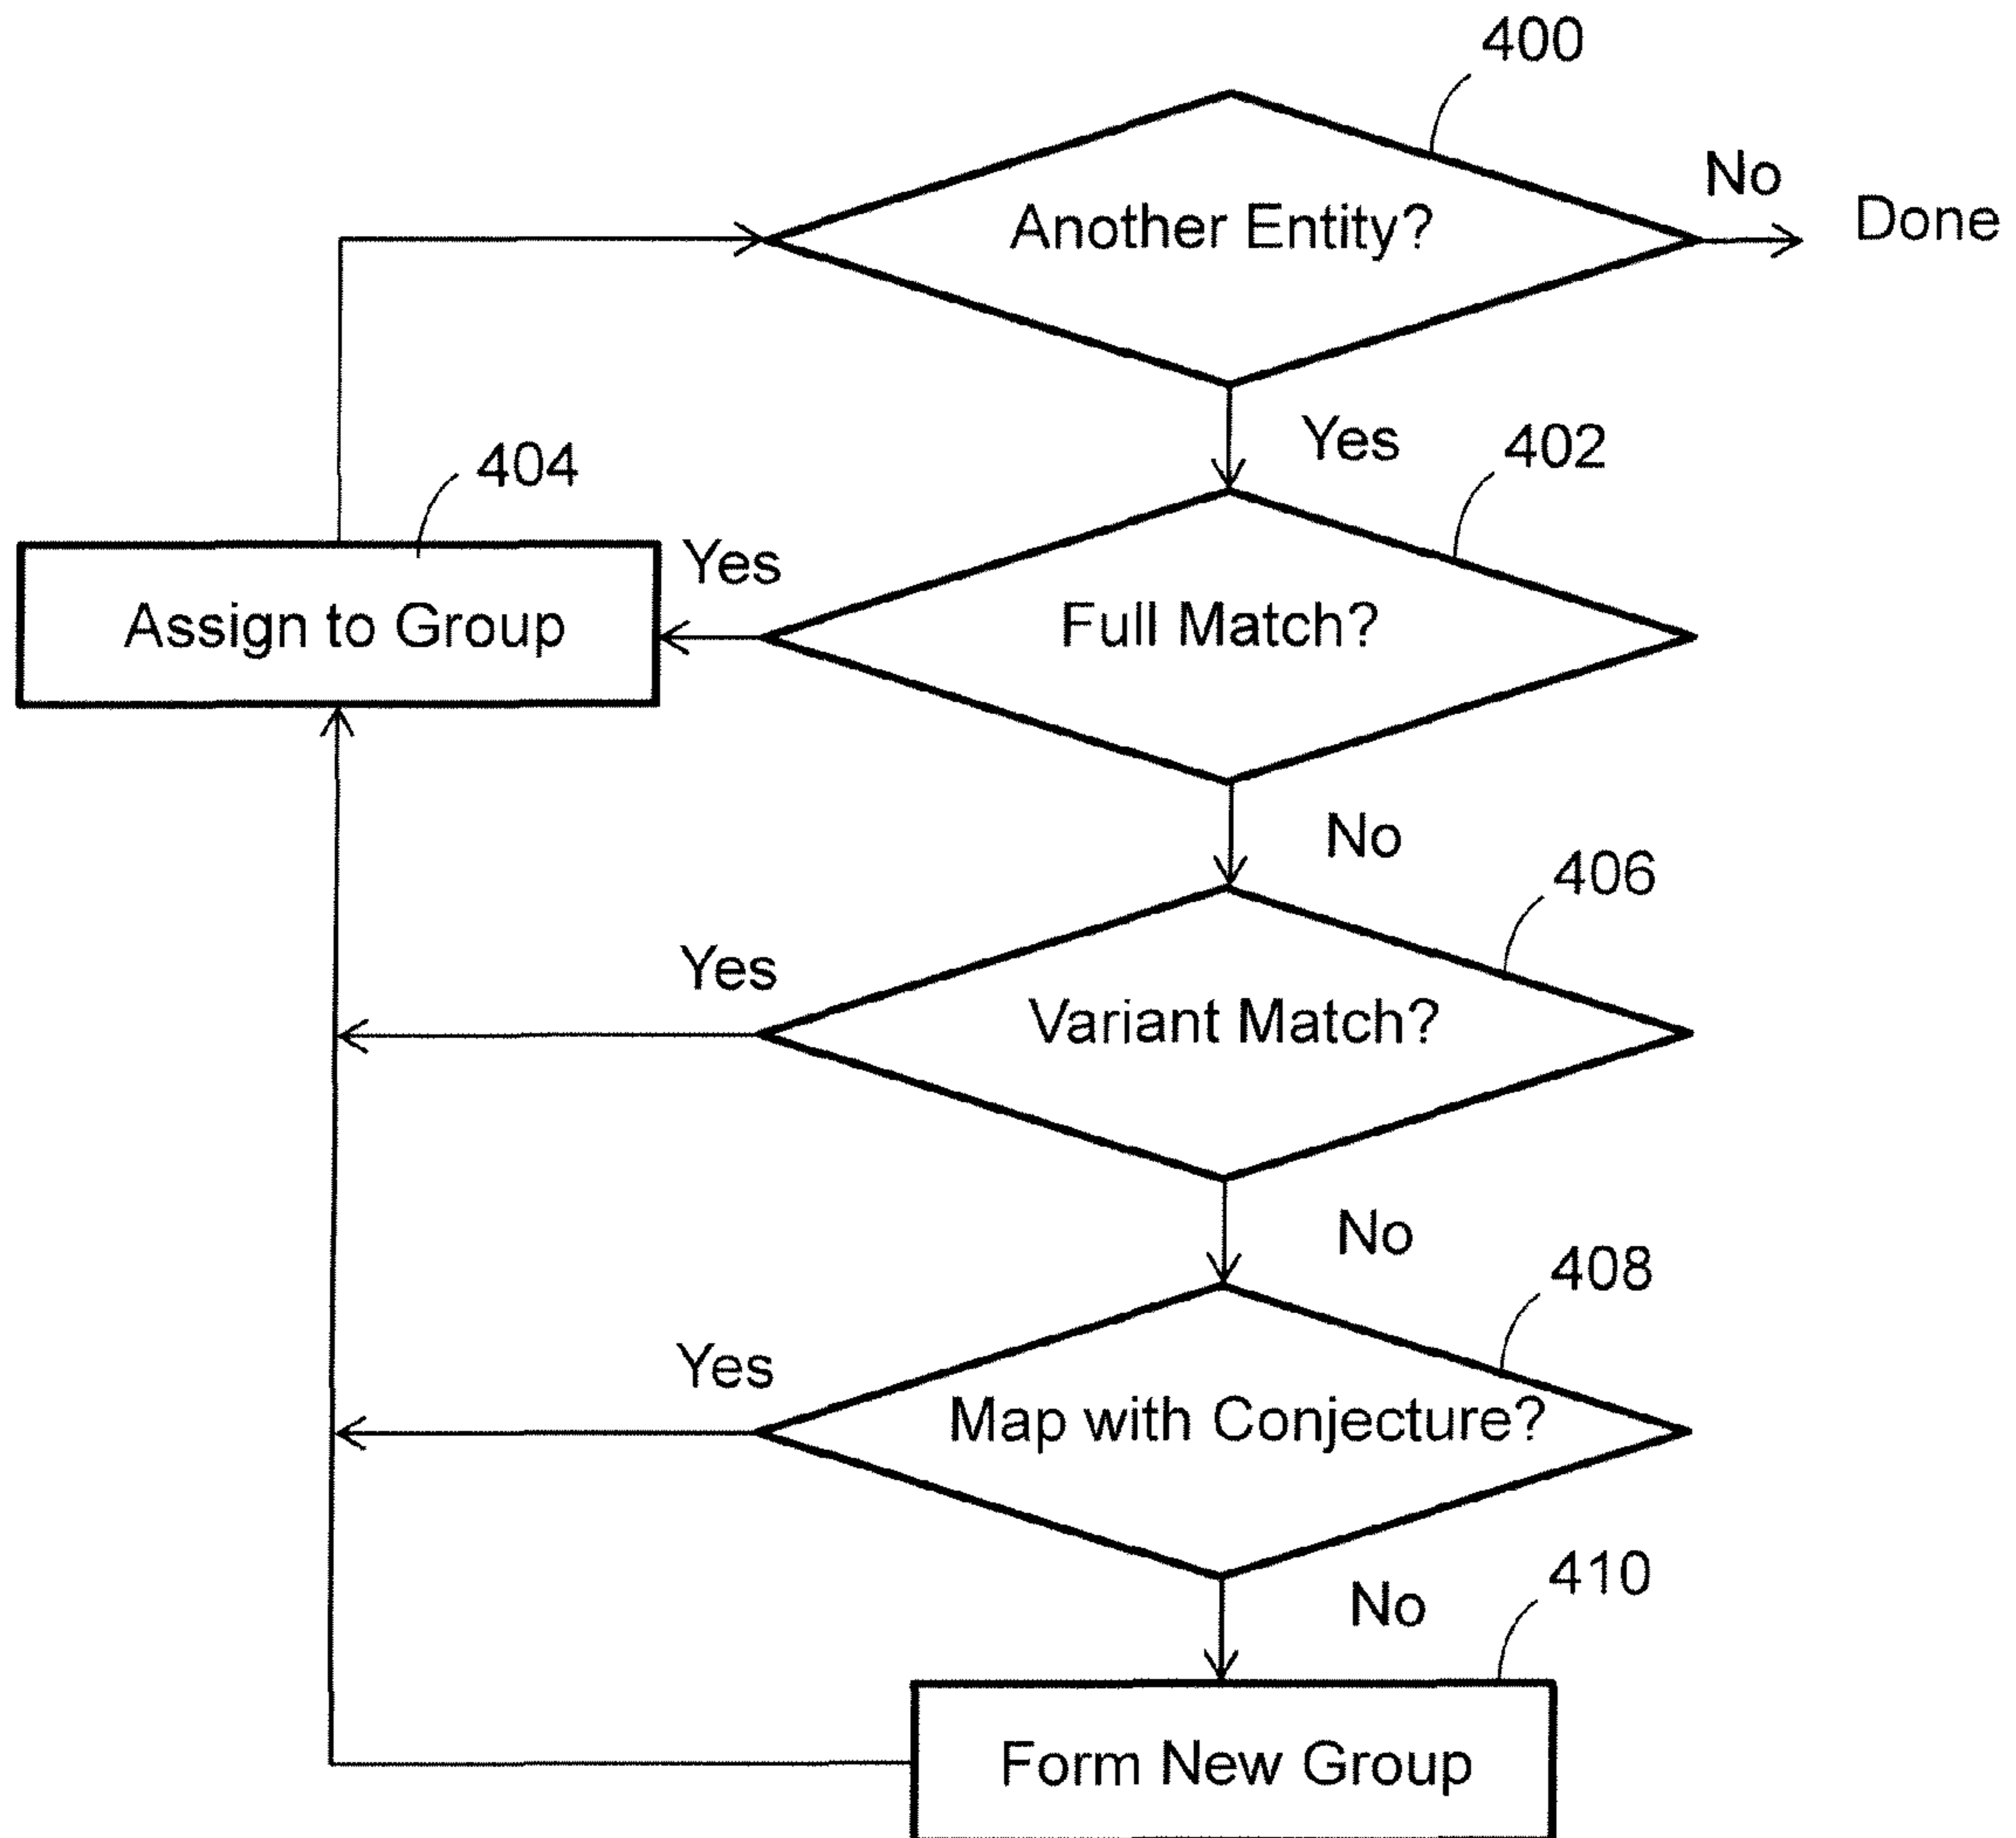 400
No
Another Entity?
Done
Yes
402
404
Yes
Assign to Group
Full Match?
No
406
Yes
Variant Match?
No
408
Yes
Map with Conjecture?
No
410
Form New Group